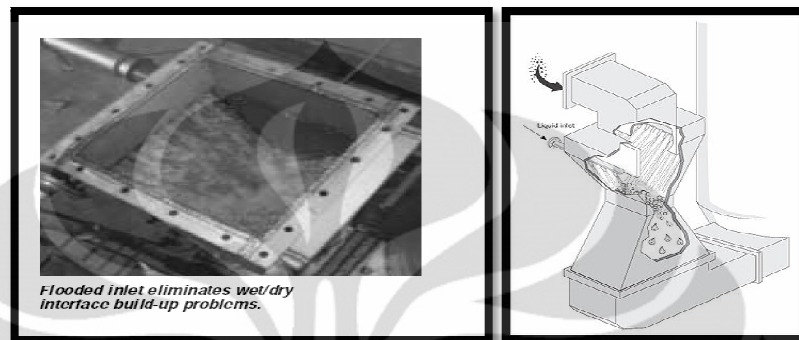 Flooded inlet eliminates wet/dry
interface build-up problems.
Liquid inlet